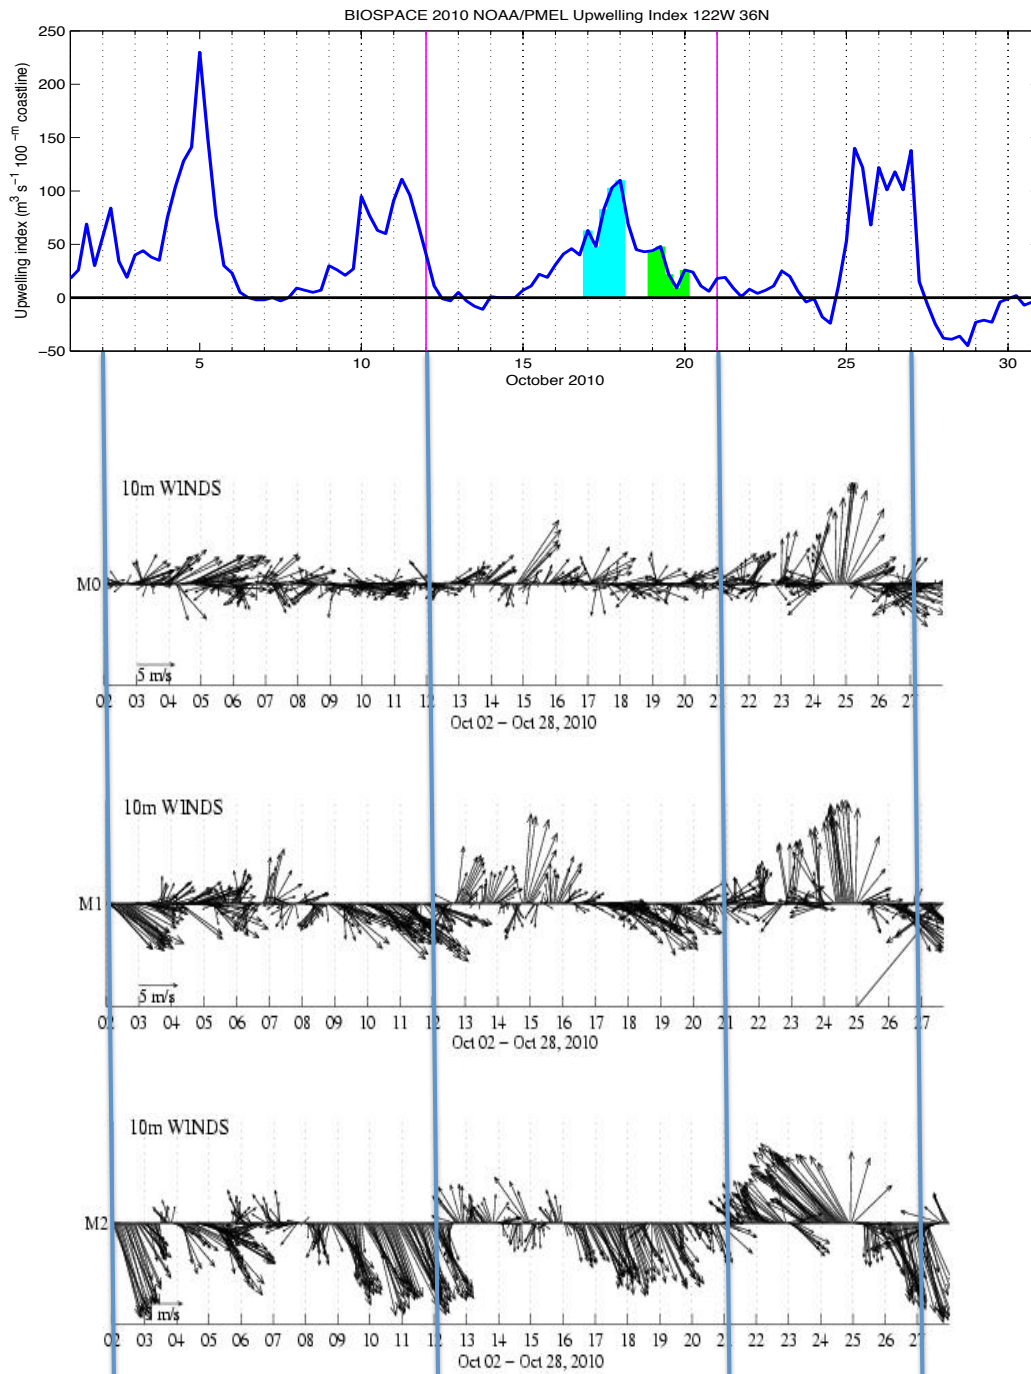 BIOSPACE 2010 NOAA/PMEL Upwelling Index 122W 36N
Upwelling index (m³ s⁻¹ 100⁻ᵐ coastline)
250
200
150
100
50
0
−50
5 10 15 20 25 30
October 2010
10m WINDS
M0
5 m/s
02 03 04 05 06 07 08 09 10 11 12 13 14 15 16 17 18 19 20 21 22 23 24 25 26 27
Oct 02 − Oct 28, 2010
10m WINDS
M1
5 m/s
02 03 04 05 06 07 08 09 10 11 12 13 14 15 16 17 18 19 20 21 22 23 24 25 26 27
Oct 02 − Oct 28, 2010
10m WINDS
M2
m/s
02 03 04 05 06 07 08 09 10 11 12 13 14 15 16 17 18 19 20 21 22 23 24 25 26 27
Oct 02 − Oct 28, 2010